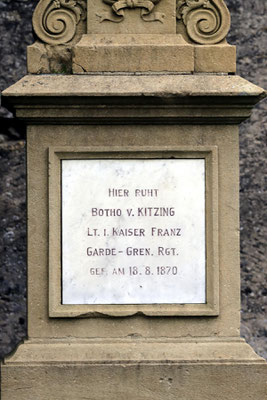 HIER RUHT
BOTHO V. KITZING
LT. I. KAISER FRANZ
GARDE-GREN. RGT.
GEF. AM 18. 8. 1870